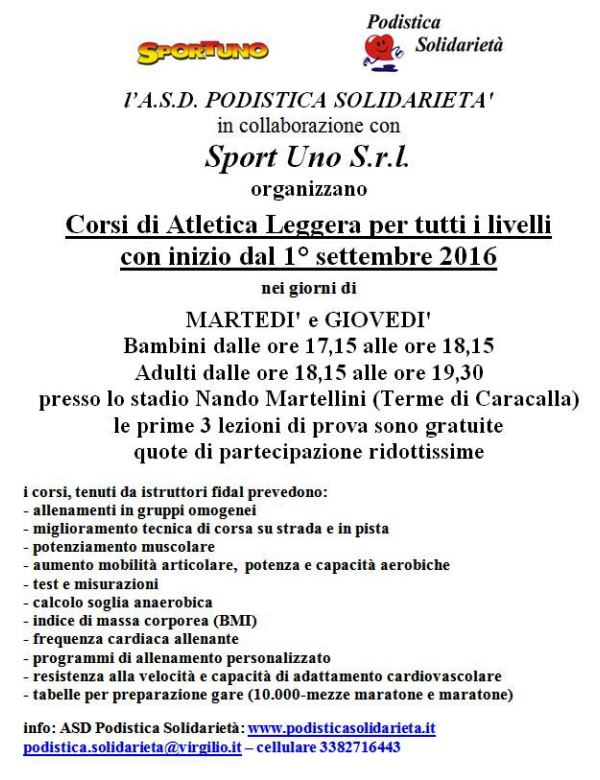 SPORTUNO
Podistica
Solidarietà
l'A.S.D. PODISTICA SOLIDARIETA'
in collaborazione con
Sport Uno S.r.l.
organizzano
Corsi di Atletica Leggera per tutti i livelli
con inizio dal 1° settembre 2016
nei giorni di
MARTEDI' e GIOVEDI'
Bambini dalle ore 17,15 alle ore 18,15
Adulti dalle ore 18,15 alle ore 19,30
presso lo stadio Nando Martellini (Terme di Caracalla)
le prime 3 lezioni di prova sono gratuite
quote di partecipazione ridottissime
i corsi, tenuti da istruttori fidal prevedono:
- allenamenti in gruppi omogenei
- miglioramento tecnica di corsa su strada e in pista
- potenziamento muscolare
- aumento mobilità articolare, potenza e capacità aerobiche
- test e misurazioni
- calcolo soglia anaerobica
- indice di massa corporea (BMI)
- frequenza cardiaca allenante
- programmi di allenamento personalizzato
- resistenza alla velocità e capacità di adattamento cardiovascolare
- tabelle per preparazione gare (10.000-mezze maratone e maratone)
info: ASD Podistica Solidarietà: www.podisticasolidarieta.it
podistica.solidarieta@virgilio.it – cellulare 3382716443